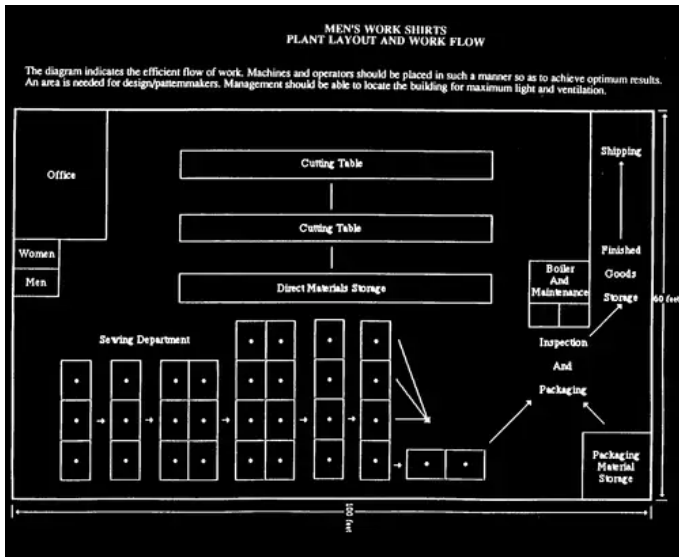 MEN'S WORK SHIRTS
PLANT LAYOUT AND WORK FLOW
The diagram indicates the efficient flow of work. Machines and operators should be placed in such a manner so as to achieve optimum results.
An area is needed for design/patternmakers. Management should be able to locate the building for maximum light and ventilation.
Office
Cutting Table
Shipping
Cutting Table
Women
Men
Direct Materials Storage
Boiler
And
Maintenance
Finished
Goods
Storage
60 feet
Sewing Department
Inspection
And
Packaging
Packaging
Material
Storage
100 feet